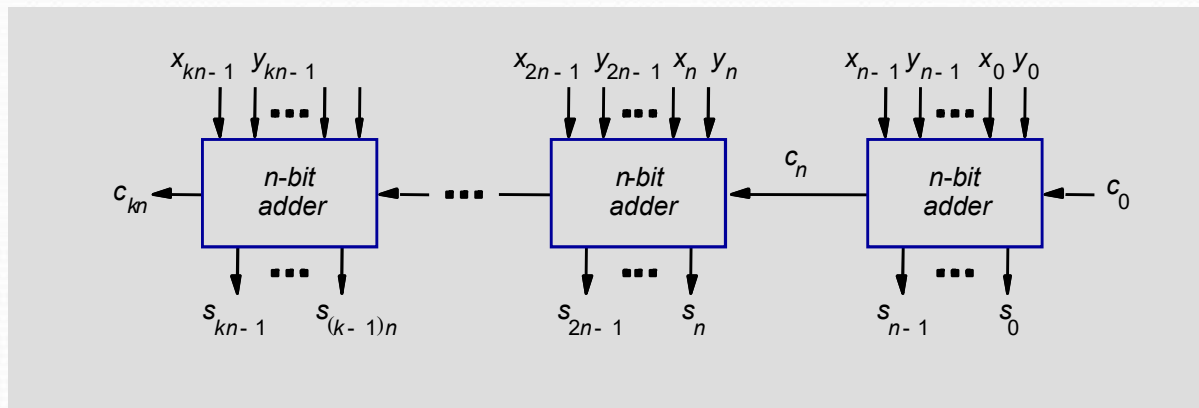 x_{kn-1} y_{kn-1} x_{2n-1} y_{2n-1} x_n y_n x_{n-1} y_{n-1} x_0 y_0
c_n
n-bit n-bit n-bit
adder adder adder
c_{kn} c_0
s_{kn-1} s_{(k-1)n} s_{2n-1} s_n s_{n-1} s_0